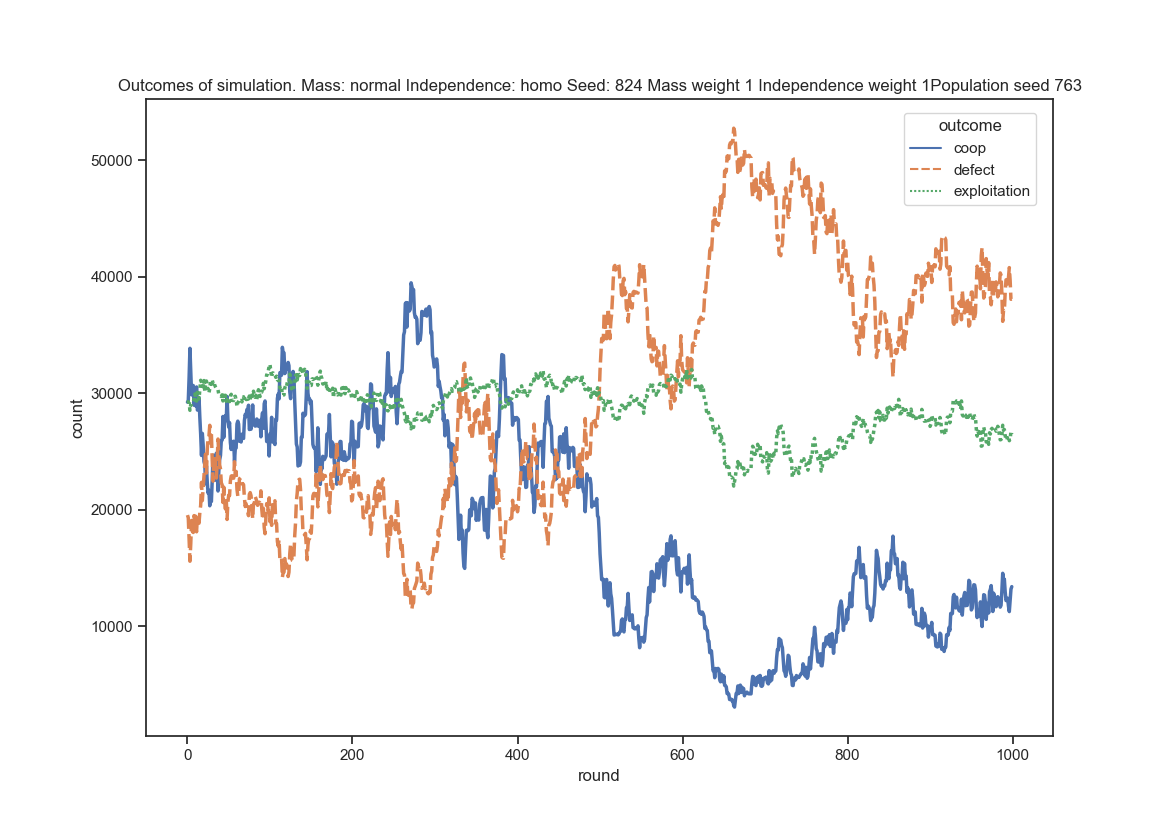 Outcomes of simulation. Mass: normal Independence: homo Seed: 824 Mass weight 1 Independence weight 1Population seed 763
outcome
coop
defect
exploitation
50000
40000
30000
20000
10000
count
0 200 400 600 800 1000
round